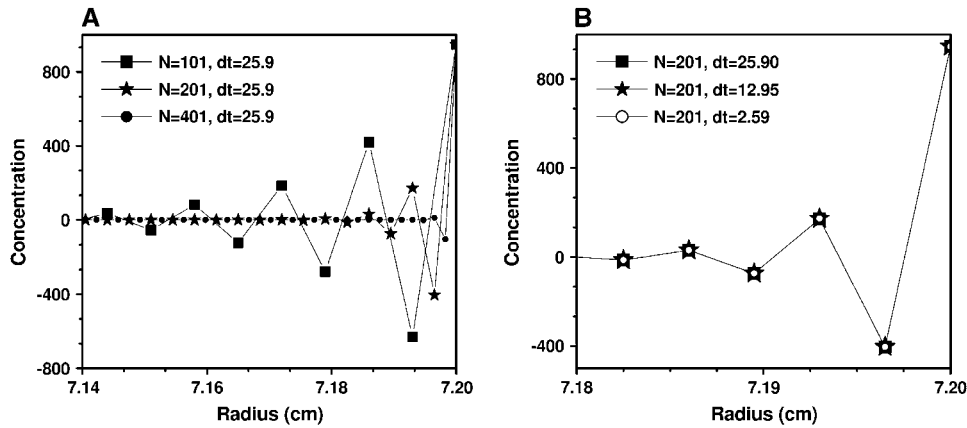 A
N=101, dt=25.9
N=201, dt=25.9
N=401, dt=25.9
Concentration
800
400
0
-400
-800
7.14
7.16
7.18
7.20
Radius (cm)
B
N=201, dt=25.90
N=201, dt=12.95
N=201, dt=2.59
Concentration
800
400
0
-400
7.18
7.19
7.20
Radius (cm)